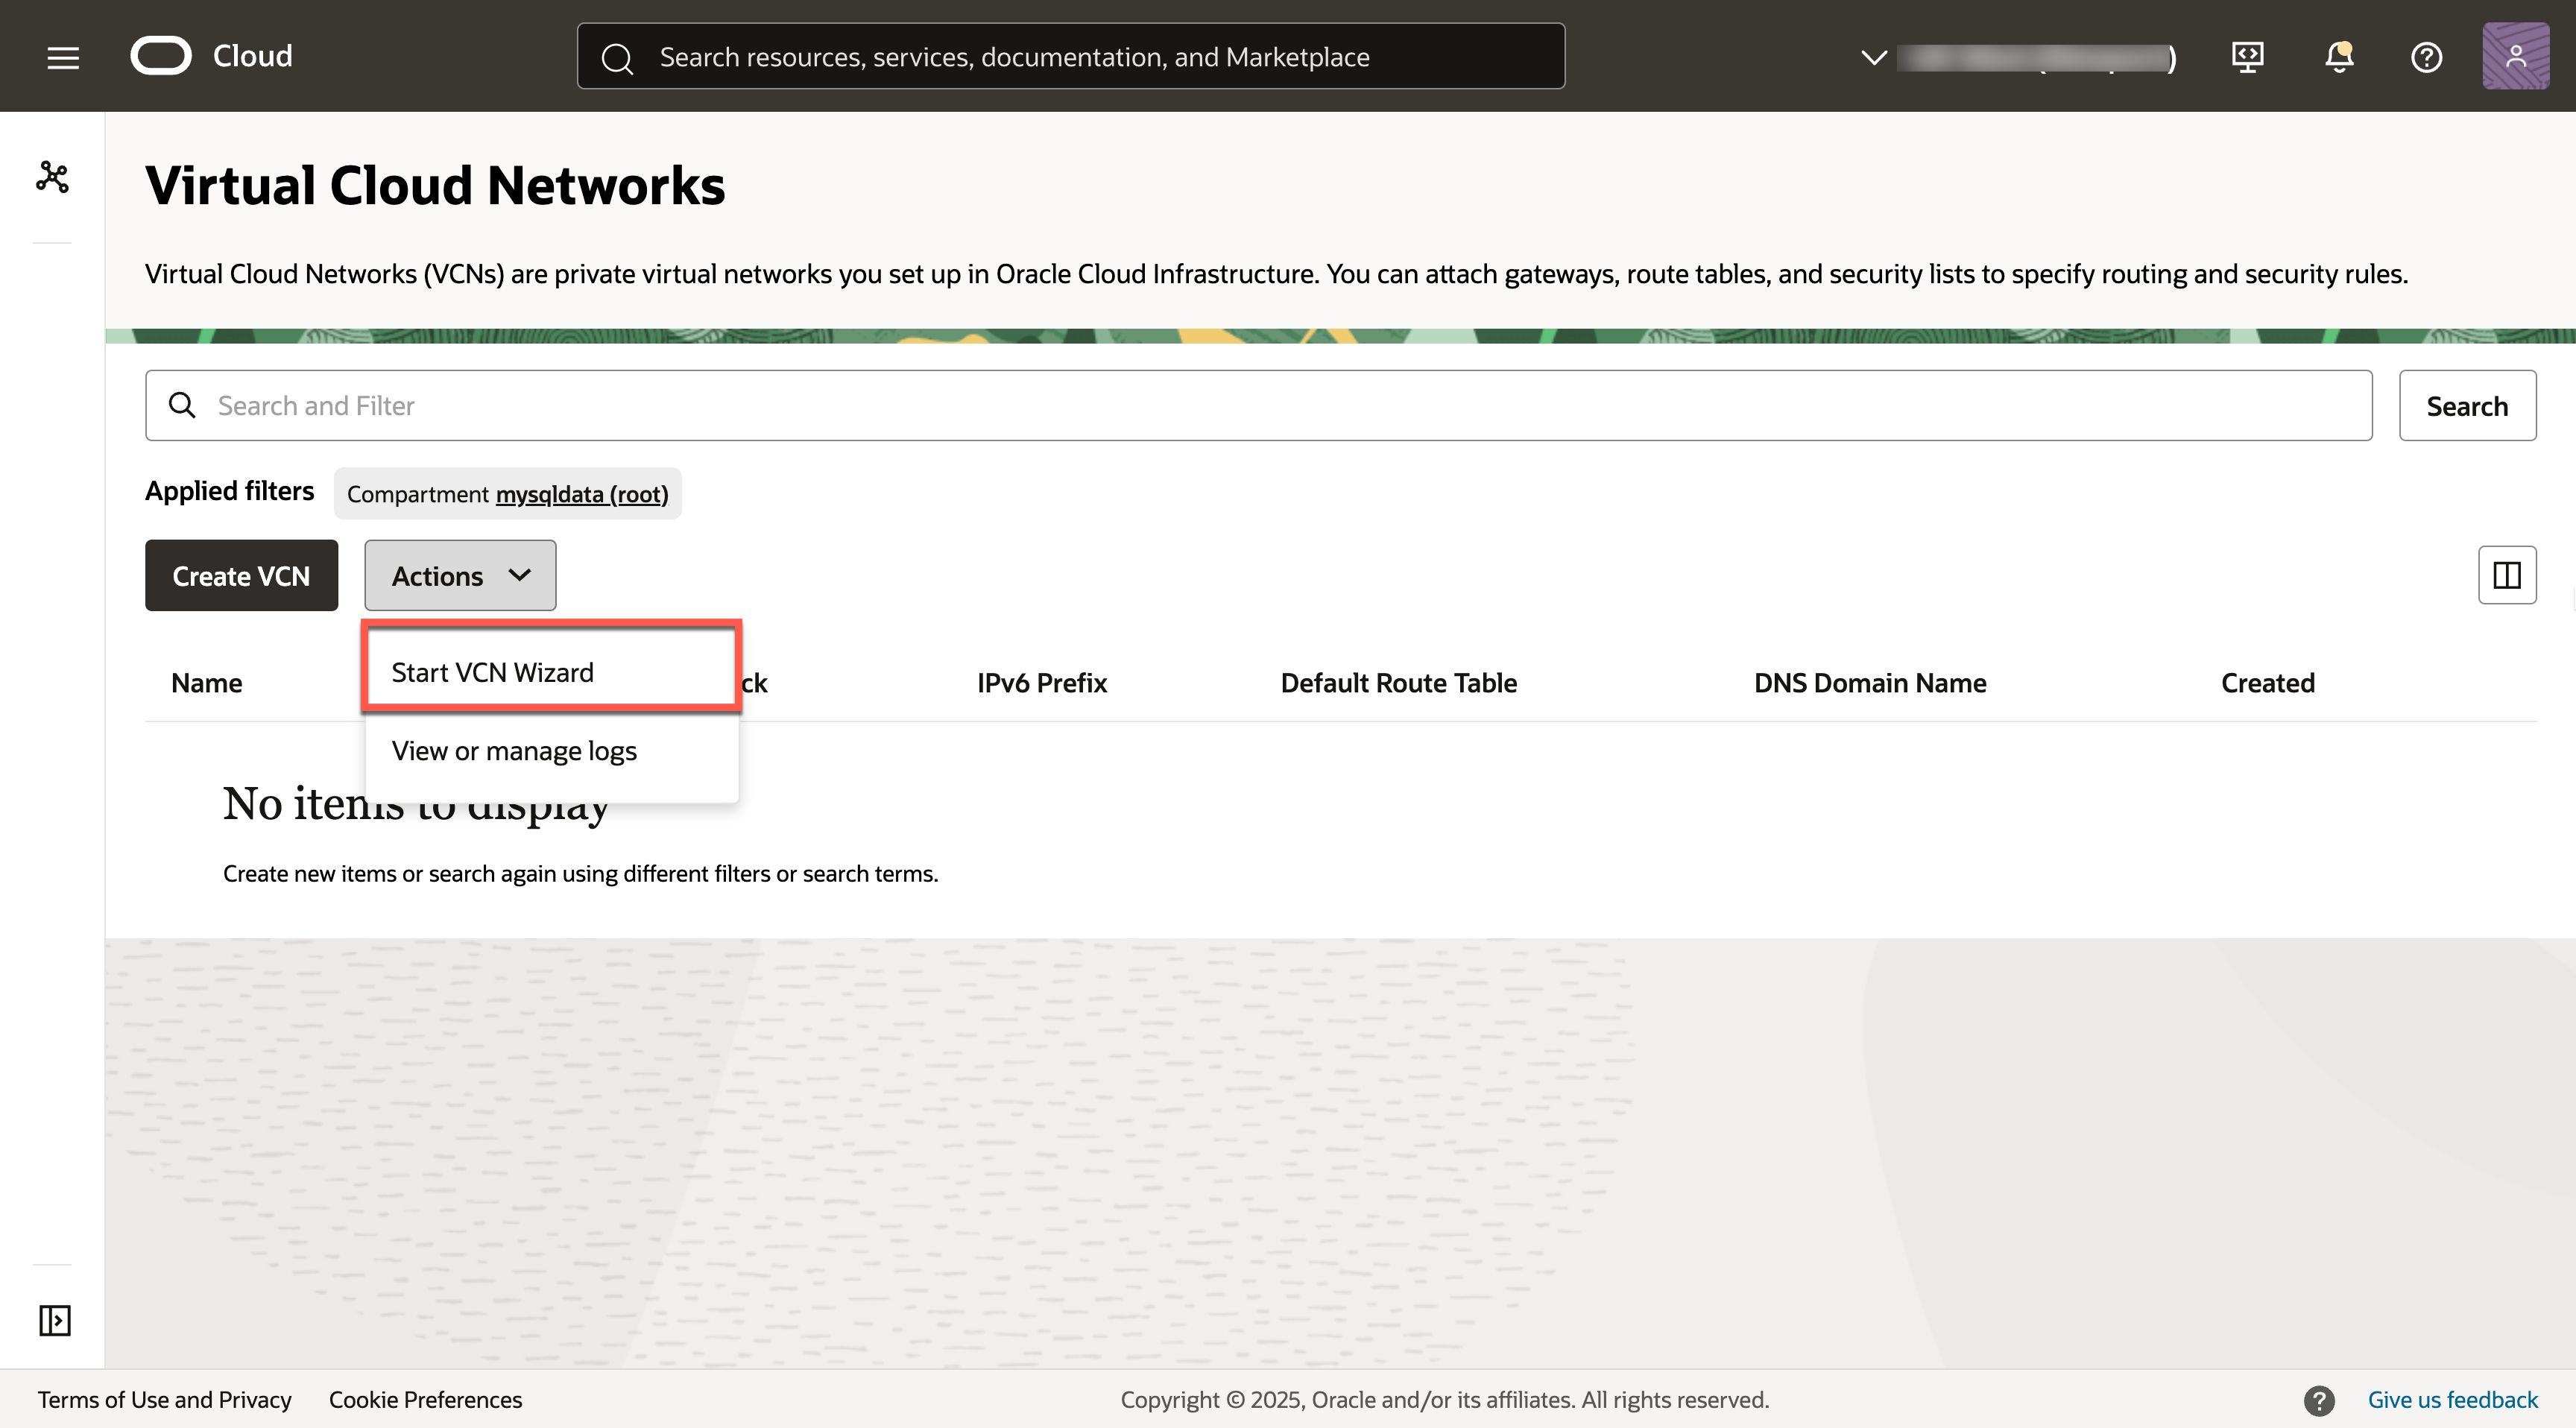 Cloud
Search resources, services, documentation, and Marketplace
Virtual Cloud Networks
Virtual Cloud Networks (VCNs) are private virtual networks you set up in Oracle Cloud Infrastructure. You can attach gateways, route tables, and security lists to specify routing and security rules.
Search and Filter
Search
Applied filters
Compartment mysqldata (root)
Create VCN
Actions
Start VCN Wizard
View or manage logs
Name
ck
IPv6 Prefix
Default Route Table
DNS Domain Name
Created
No items to display
Create new items or search again using different filters or search terms.
Terms of Use and Privacy
Cookie Preferences
Copyright © 2025, Oracle and/or its affiliates. All rights reserved.
Give us feedback